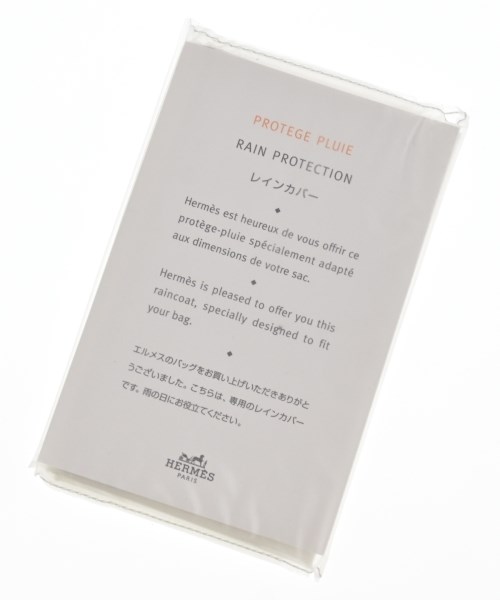 PROTEGE PLUIE
RAIN PROTECTION
レインカバー
Hermès est heureux de vous offrir ce
protège-pluie spécialement adapté
aux dimensions de votre sac.
Hermès is pleased to offer you this
raincoat, specially designed to fit
your bag.
エルメスのバッグをお買い上げいただきありがと
うございました。こちらは、専用のレインカバー
です。雨の日にお役立てください。
HERMÈS
PARIS